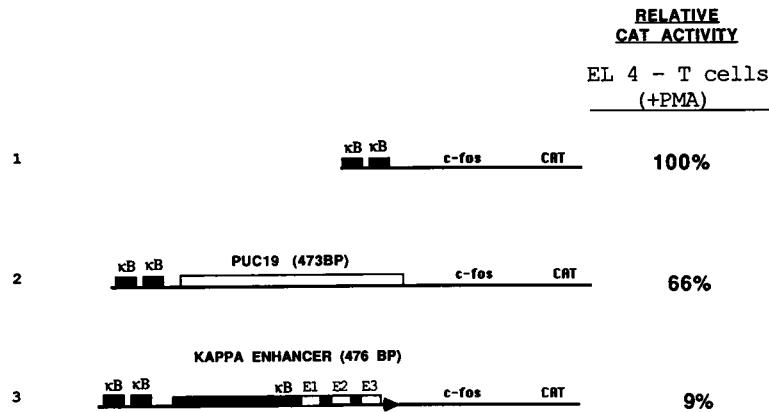 RELATIVE
CAT ACTIVITY
EL 4 - T cells
(+PMA)
1 κB κB c-fos CAT 100%
PUC19 (473BP)
2 κB κB c-fos CAT 66%
KAPPA ENHANCER (476 BP)
3 κB κB κB E1 E2 E3 c-fos CAT 9%